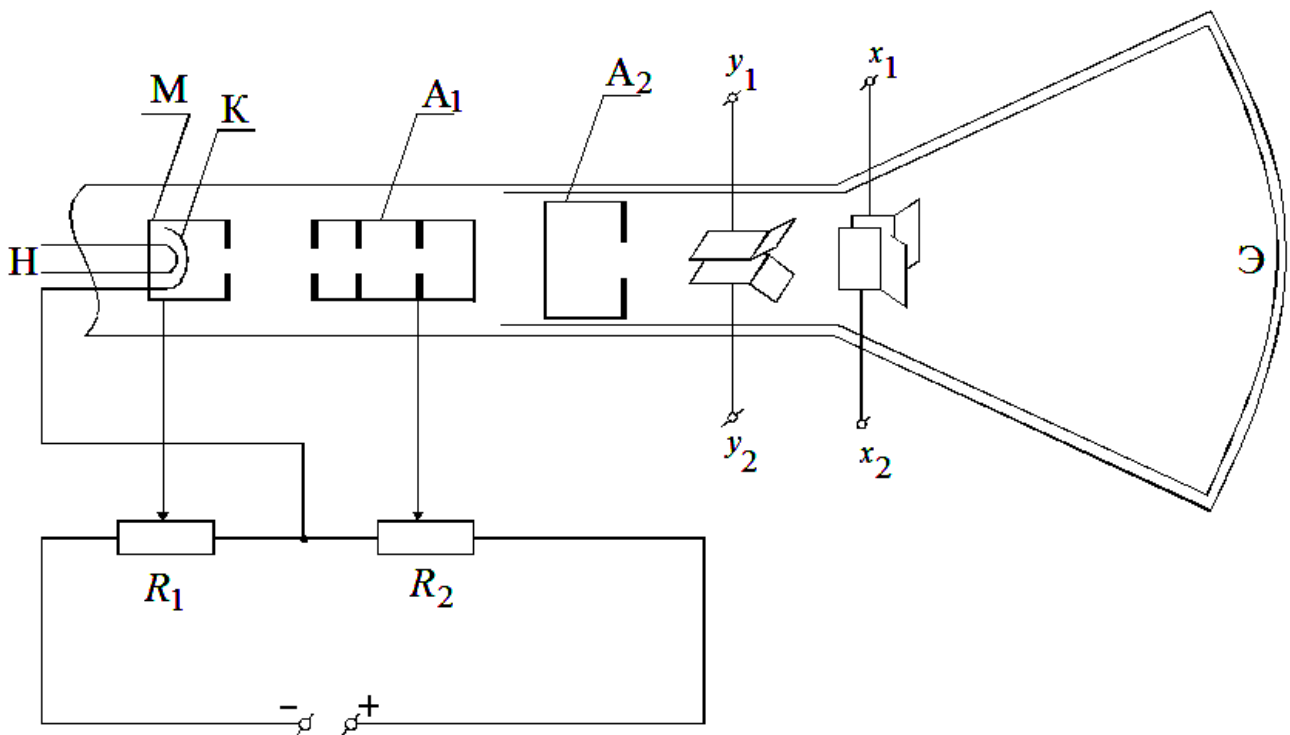 y₁
x₁
М
К
А₁
А₂
Н
Э
y₂
x₂
R₁
R₂
– +